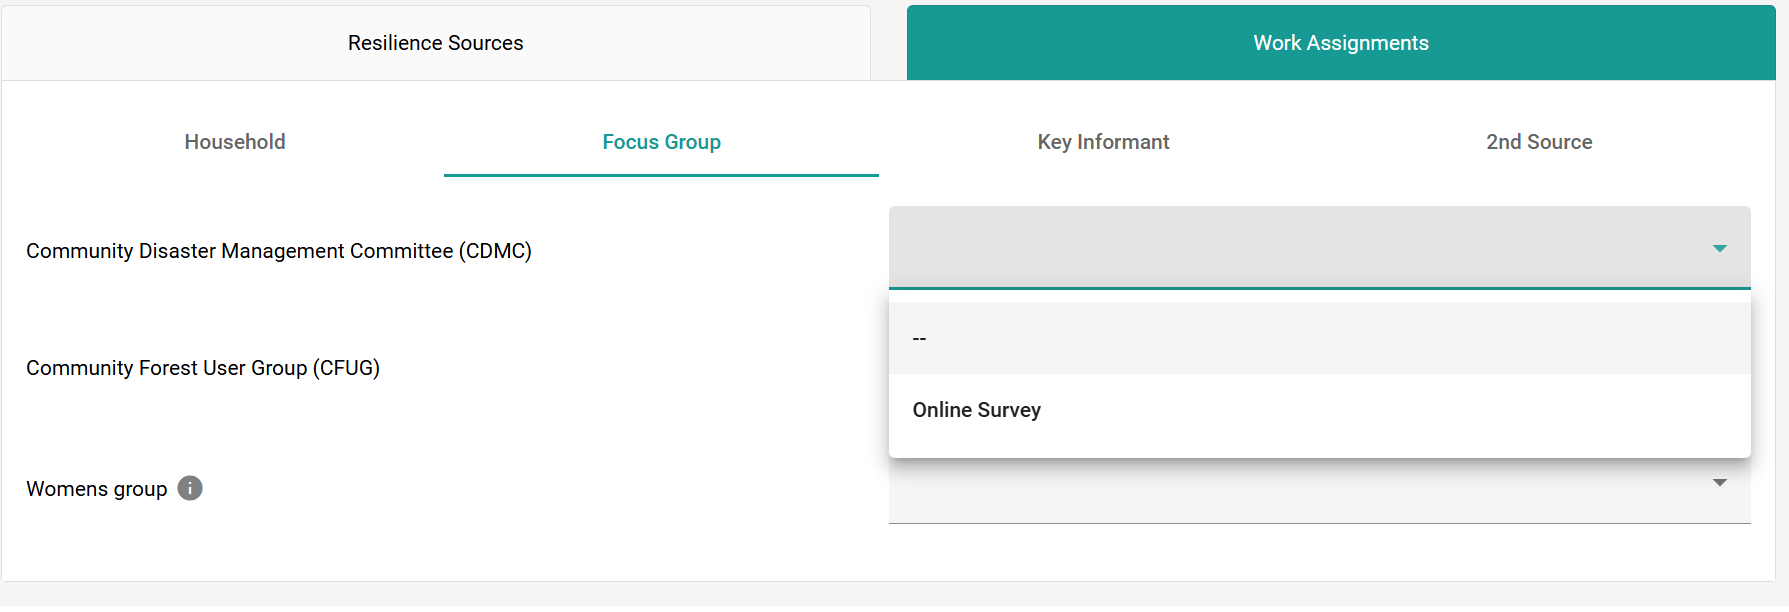 Resilience Sources
Work Assignments
Household
Focus Group
Key Informant
2nd Source
Community Disaster Management Committee (CDMC)
--
Community Forest User Group (CFUG)
Online Survey
Womens group
i